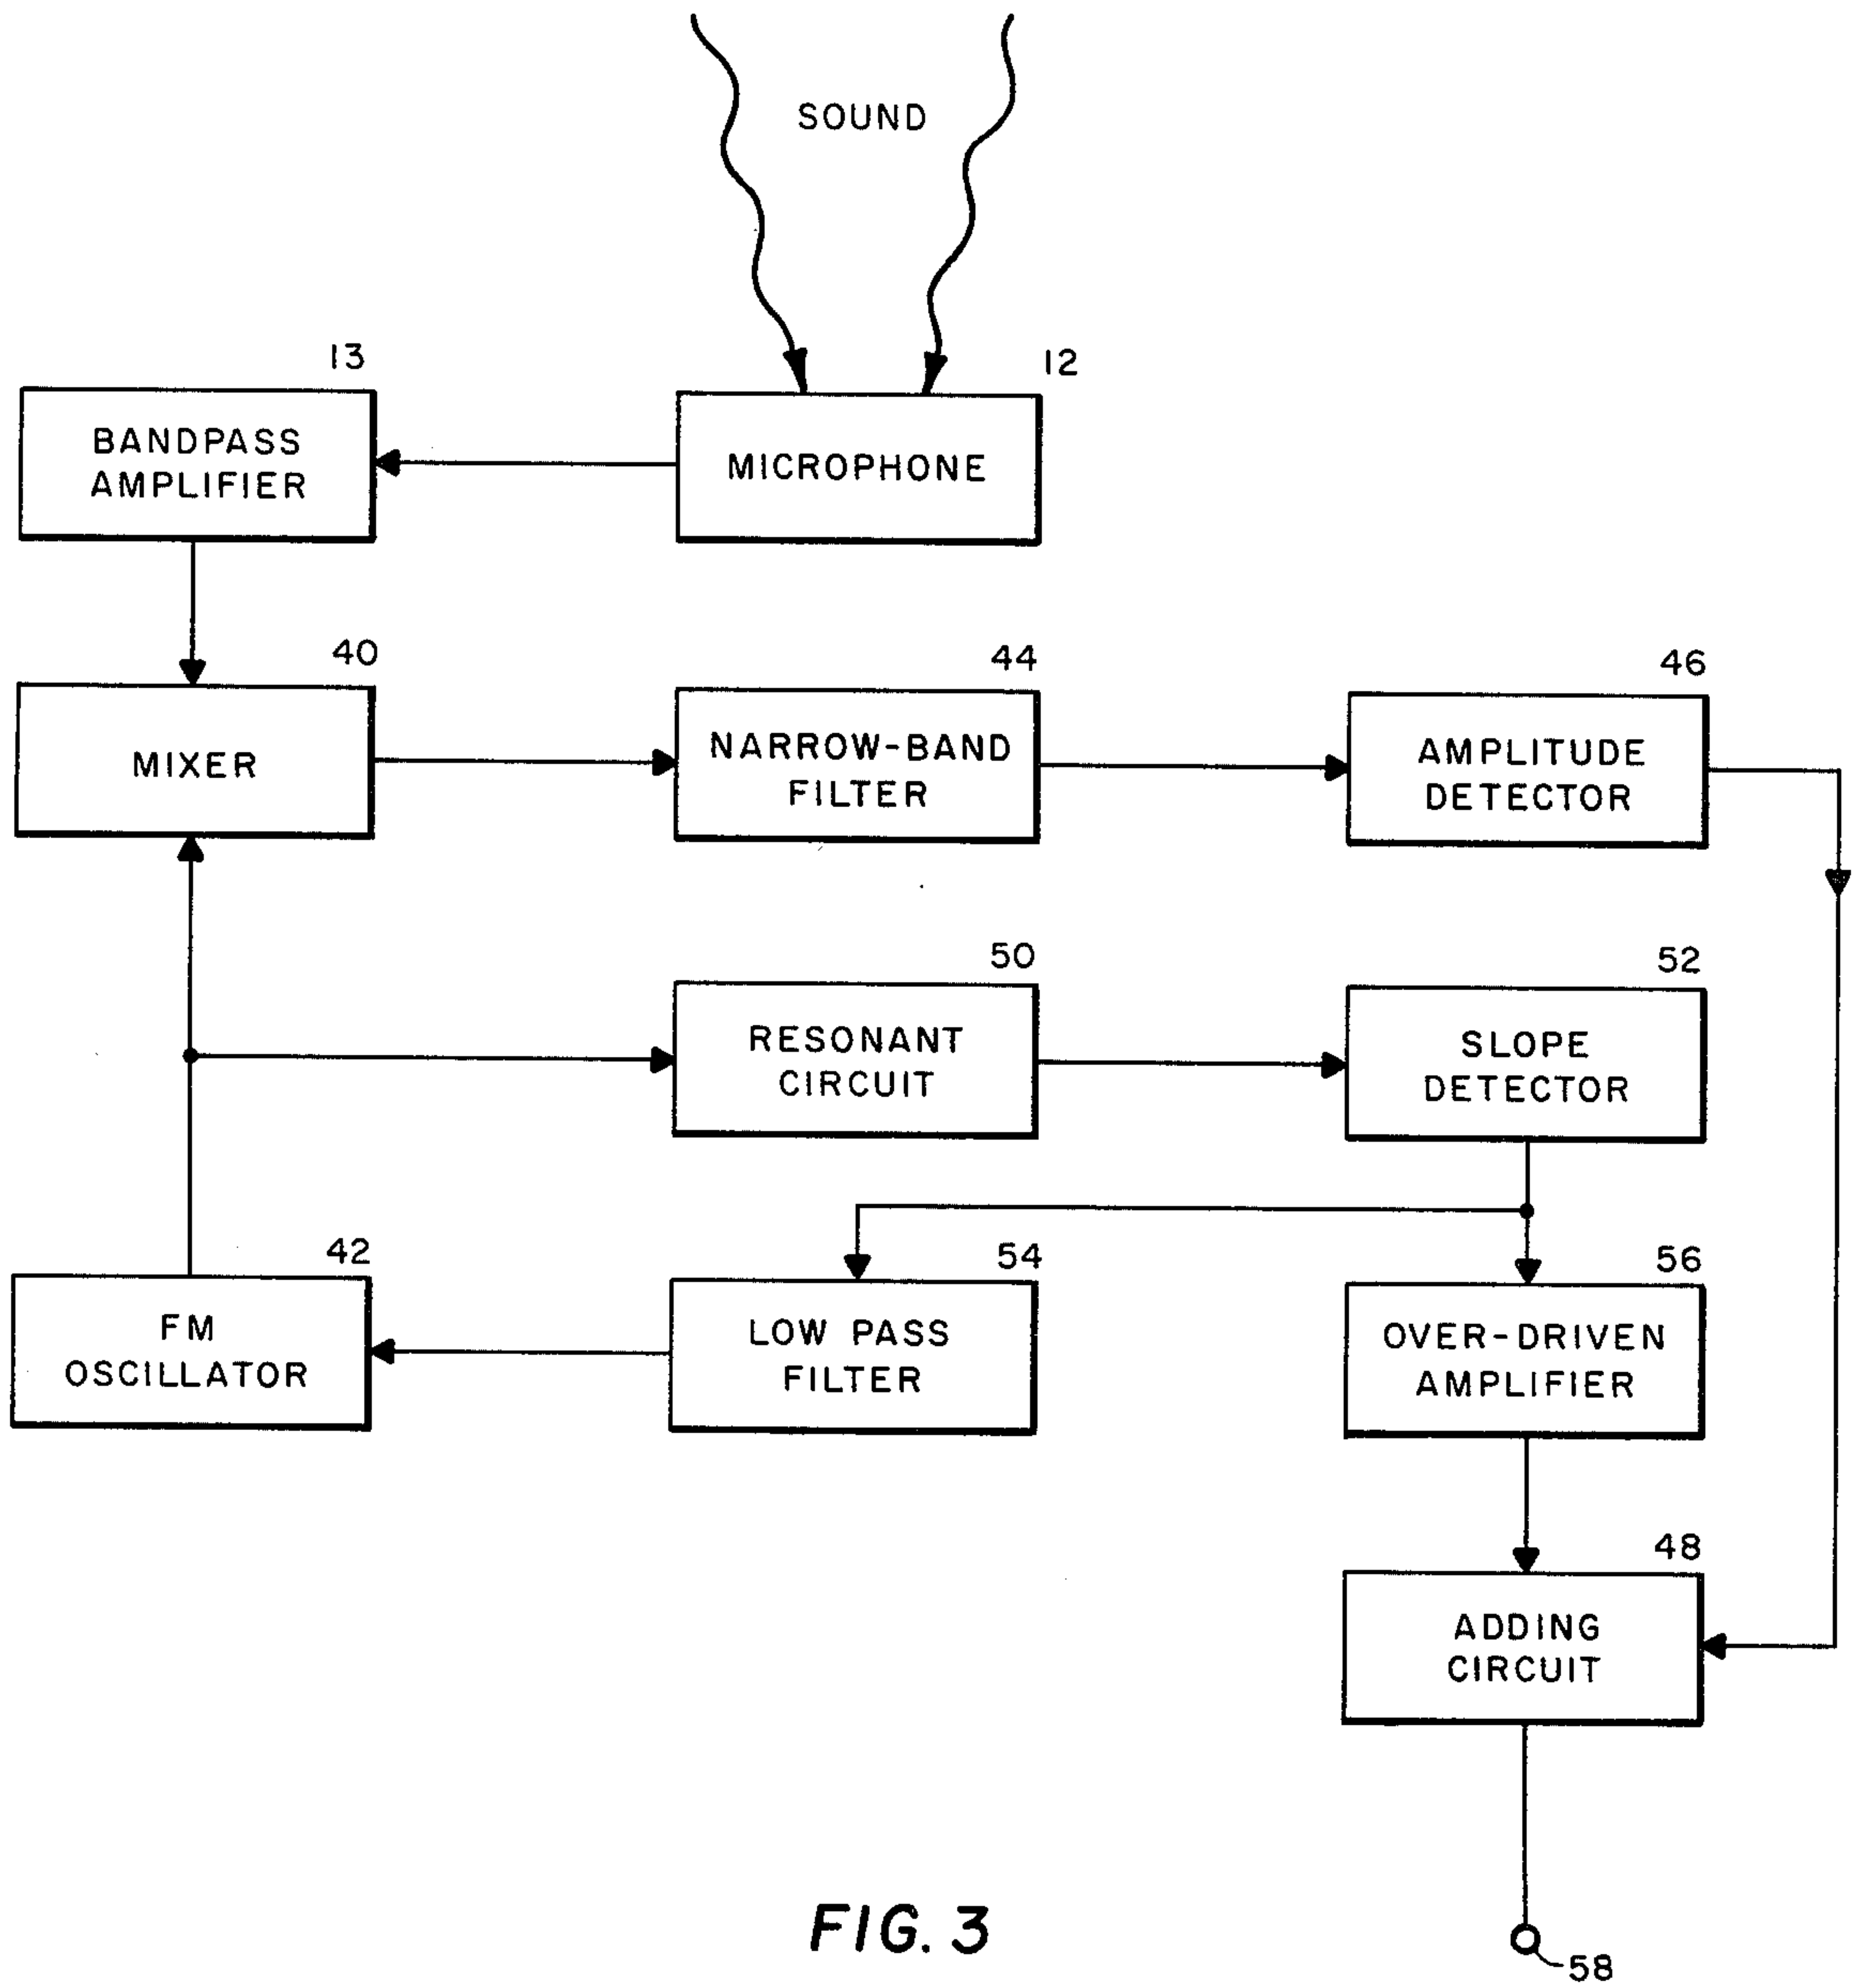 SOUND
13
12
BANDPASS
AMPLIFIER
MICROPHONE
40
44
46
MIXER
NARROW-BAND
FILTER
AMPLITUDE
DETECTOR
50
52
RESONANT
CIRCUIT
SLOPE
DETECTOR
42
54
56
FM
OSCILLATOR
LOW PASS
FILTER
OVER-DRIVEN
AMPLIFIER
48
ADDING
CIRCUIT
FIG. 3
58